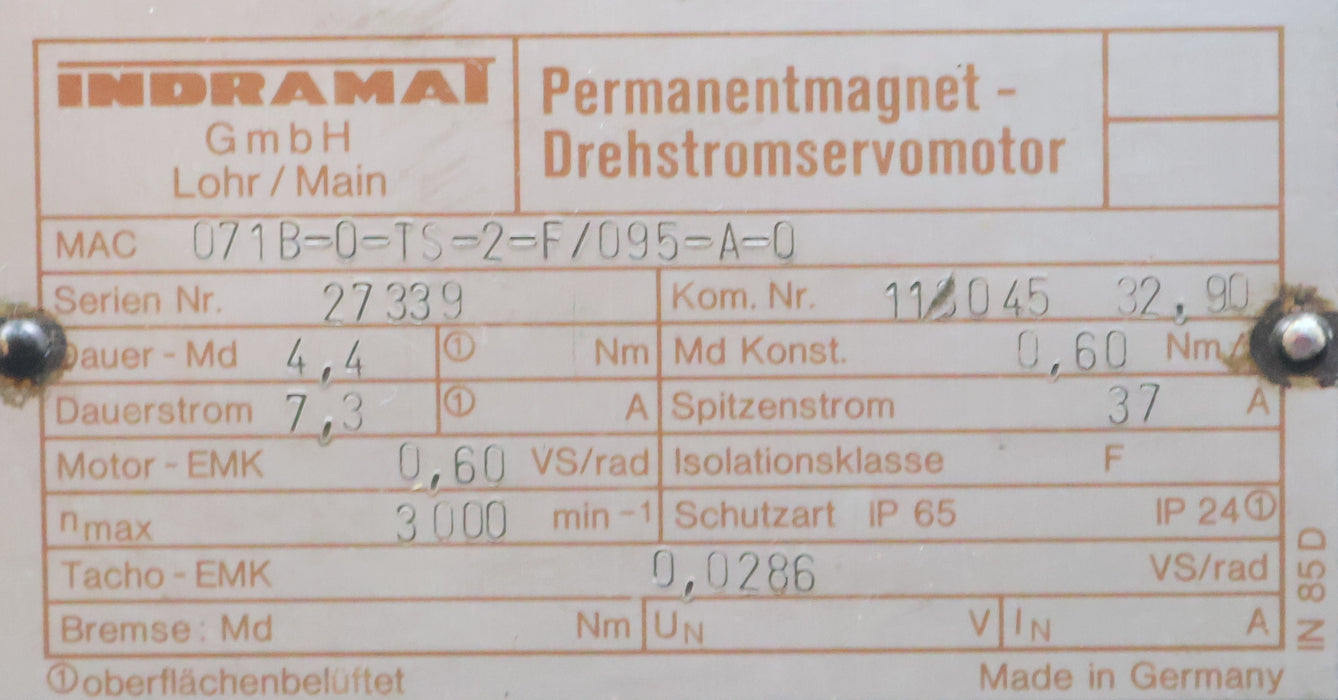 INDRAMAT
GmbH
Lohr / Main
Permanentmagnet -
Drehstromservomotor
MAC 071B-0-TS-2-F/095-A-0
Serien Nr. 27339
Kom. Nr. 32,90
Dauer - Md 4,4 ① Nm
Md Konst. 0,60
Dauerstrom 7,3 ① A
Spitzenstrom 37 A
Motor - EMK 0,60 VS/rad
Isolationsklasse F
nmax 3000 min -1
Schutzart IP 65 IP 24①
Tacho - EMK 0,0286 VS/rad
Bremse: Md Nm UN V IN A
①oberflächenbelüftet
Made in Germany
IN 85 D